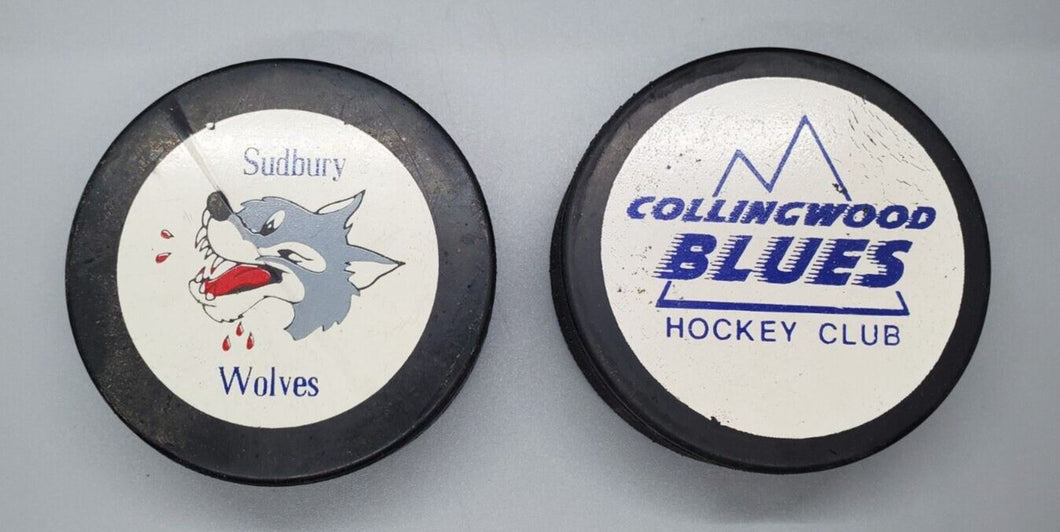 Sudbury
Wolves
COLLINGWOOD
BLUES
HOCKEY CLUB